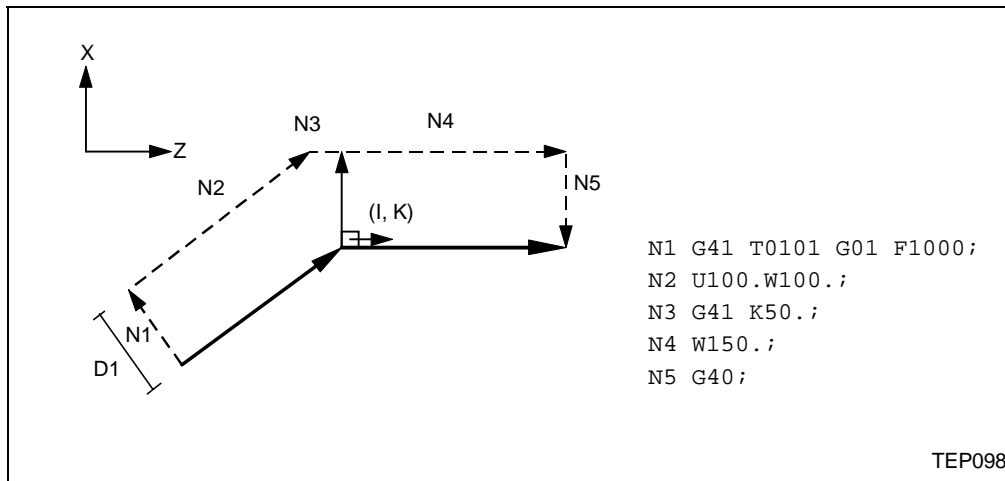 X
Z
N3
N4
N2
N5
(I, K)
N1
D1
N1 G41 T0101 G01 F1000;
N2 U100.W100.;
N3 G41 K50.;
N4 W150.;
N5 G40;
TEP098